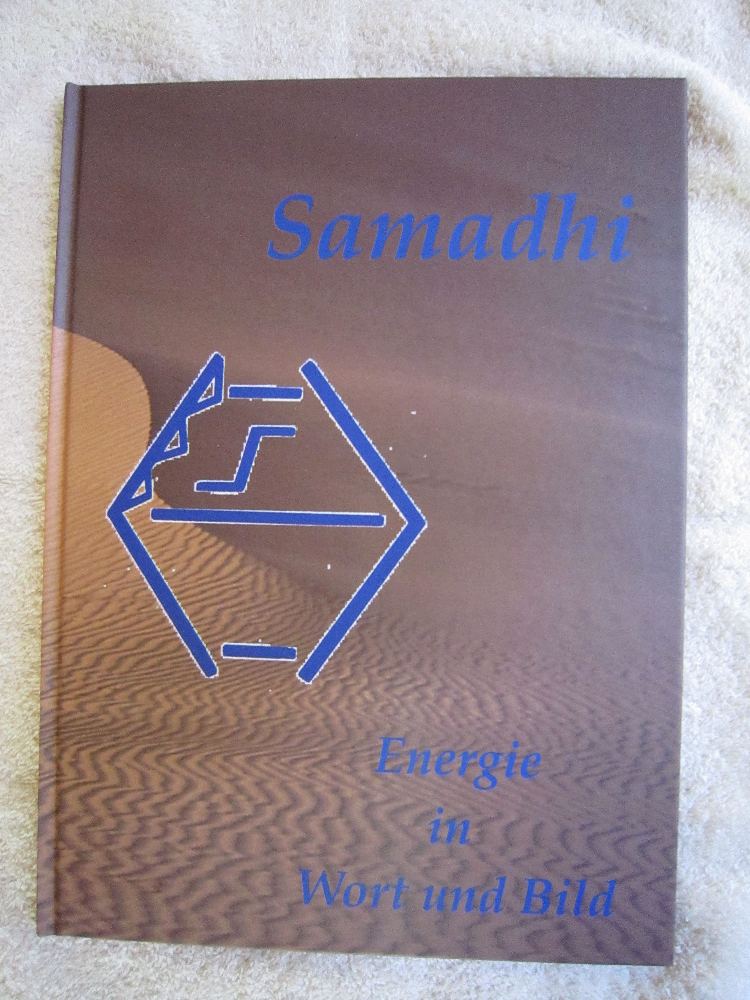 Samadhi
Energie
in
Wort und Bild